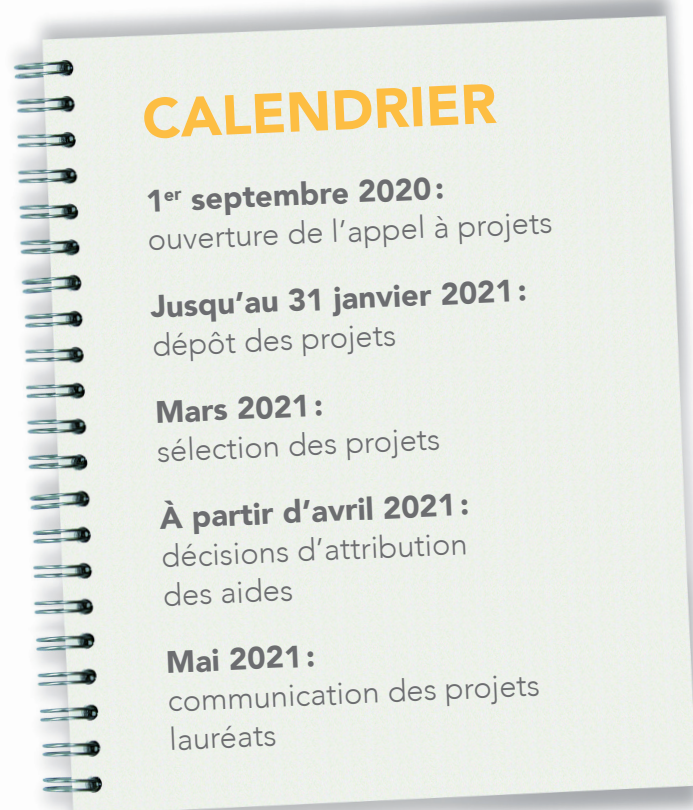 CALENDRIER
1er septembre 2020 :
ouverture de l’appel à projets
Jusqu’au 31 janvier 2021 :
dépôt des projets
Mars 2021 :
sélection des projets
À partir d’avril 2021 :
décisions d’attribution
des aides
Mai 2021 :
communication des projets
lauréats